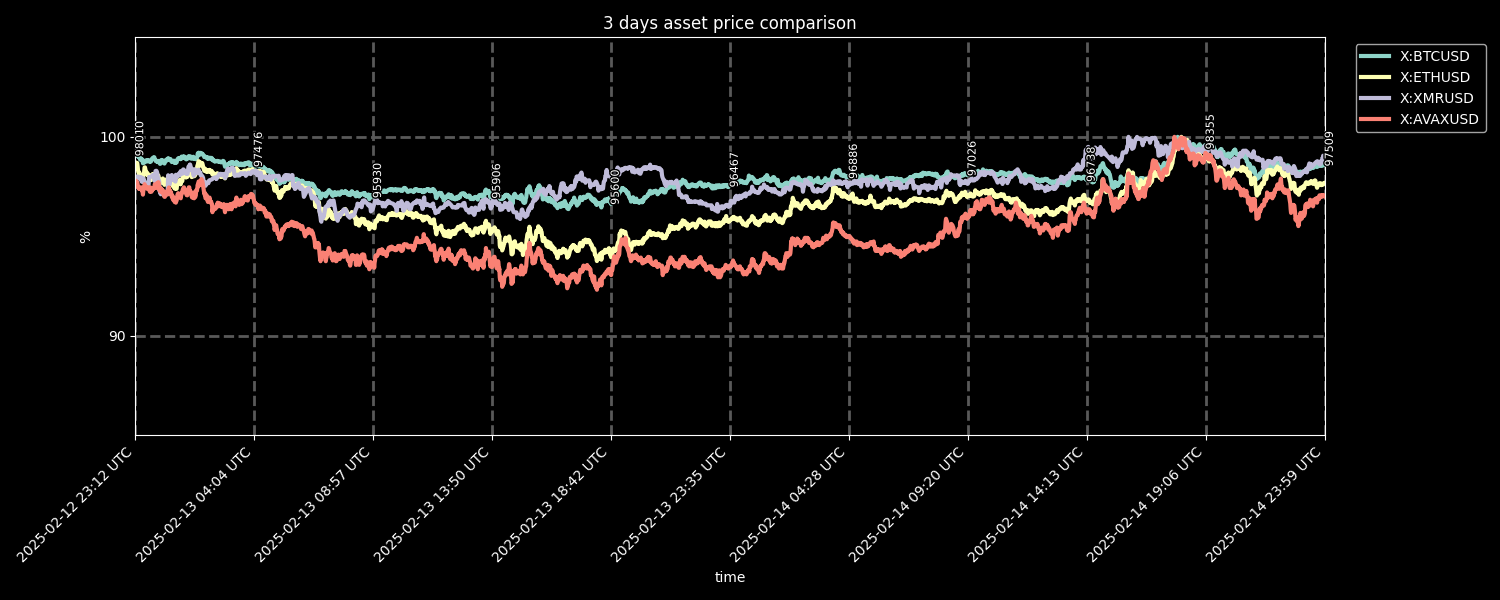 3 days asset price comparison
X:BTCUSD
X:ETHUSD
X:XMRUSD
X:AVAXUSD
100
90
%
98010
97476
95930
95906
95600
96467
96886
97026
96738
98355
97509
2025-02-12 23:12 UTC
2025-02-13 04:04 UTC
2025-02-13 08:57 UTC
2025-02-13 13:50 UTC
2025-02-13 18:42 UTC
2025-02-13 23:35 UTC
2025-02-14 04:28 UTC
2025-02-14 09:20 UTC
2025-02-14 14:13 UTC
2025-02-14 19:06 UTC
2025-02-14 23:59 UTC
time